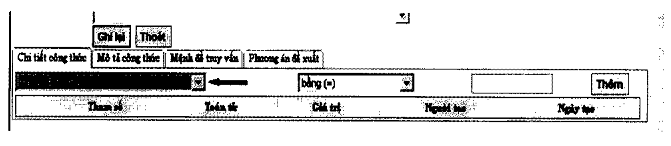 Ghi lại Thoát
Chi tiết công thức Mô tả công thức Mệnh đề truy vấn Phương án đề xuất
bằng (=) Thêm
Tham số Toán tử Giá trị Người tạo Ngày tạo